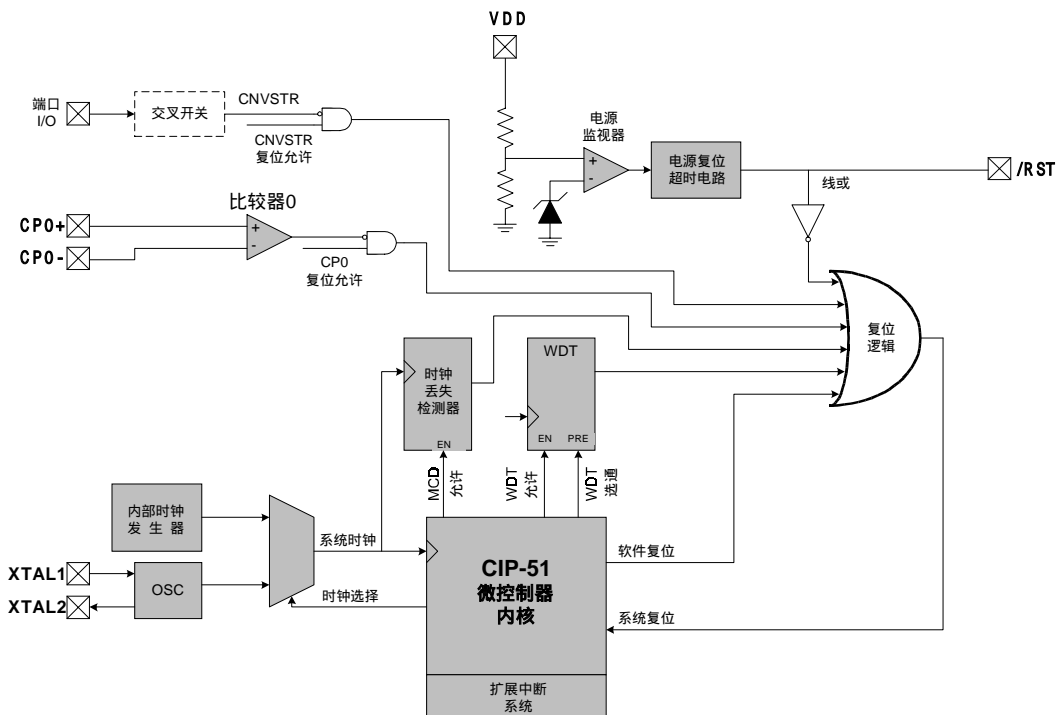 VDD
端口
I/O
交叉开关
CNVSTR
CNVSTR
复位允许
电源
监视器
+
-
电源复位
超时电路
/RST
线或
比较器0
CP0+
CP0-
+
-
CP0
复位允许
复位
逻辑
时钟
丢失
检测器
EN
WDT
EN PRE
MCD
允许
WDT
允许
WDT
选通
内部时钟
发 生 器
系统时钟
XTAL1
XTAL2
OSC
时钟选择
CIP-51
微控制器
内核
软件复位
系统复位
扩展中断
系统